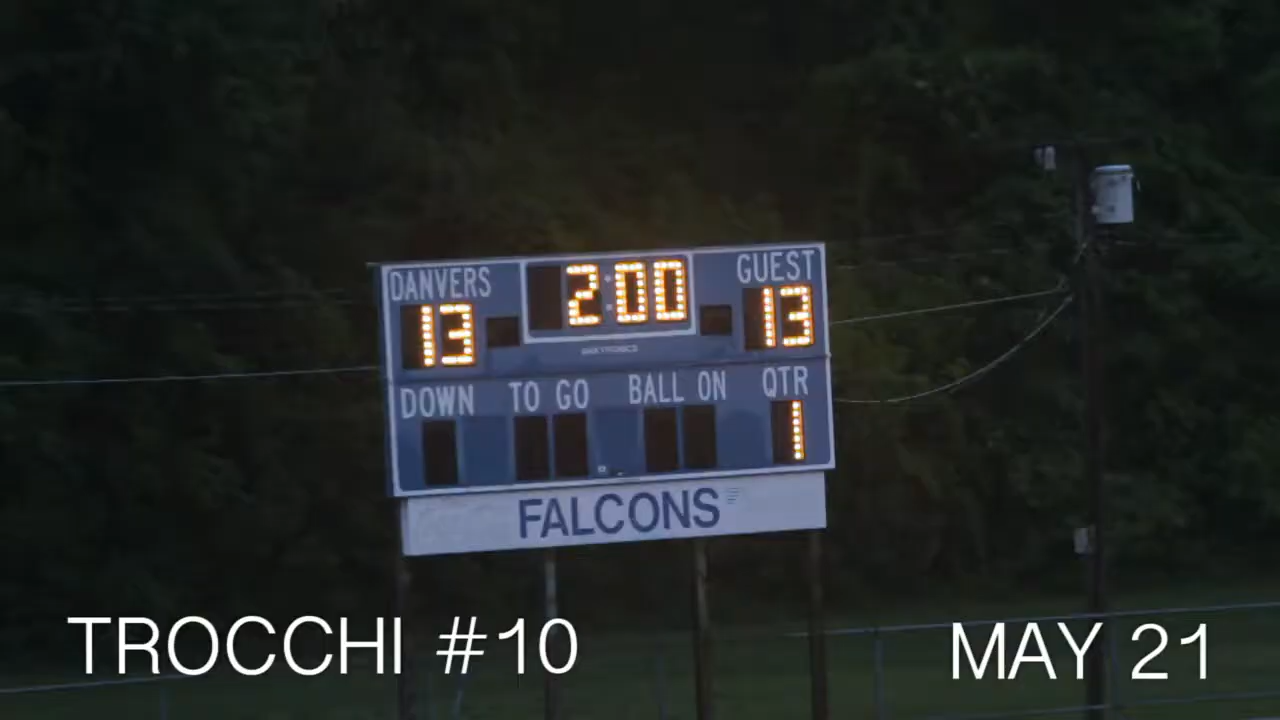 DANVERS 2:00 GUEST
13 13
DOWN TO GO BALL ON QTR
1
FALCONS
TROCCHI #10 MAY 21